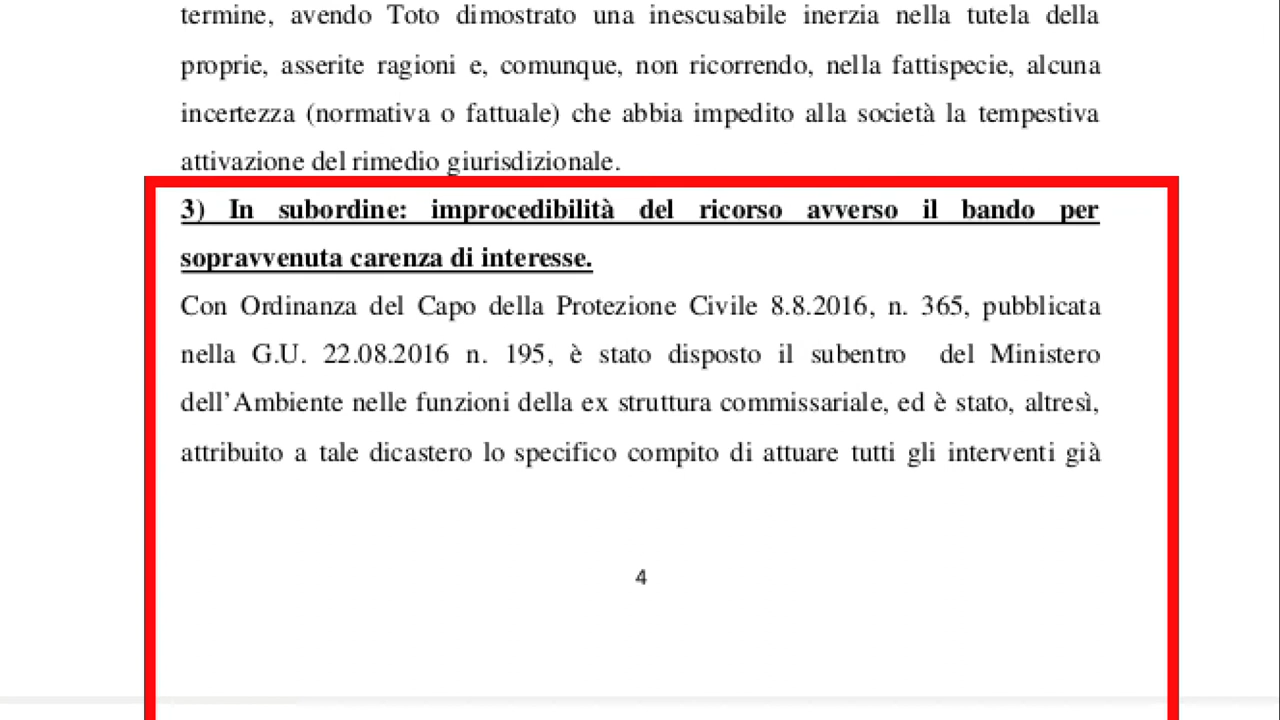 termine, avendo Toto dimostrato una inescusabile inerzia nella tutela della
proprie, asserite ragioni e, comunque, non ricorrendo, nella fattispecie, alcuna
incertezza (normativa o fattuale) che abbia impedito alla società la tempestiva
attivazione del rimedio giurisdizionale.
3) In subordine: improcedibilità del ricorso avverso il bando per
sopravvenuta carenza di interesse.
Con Ordinanza del Capo della Protezione Civile 8.8.2016, n. 365, pubblicata
nella G.U. 22.08.2016 n. 195, è stato disposto il subentro del Ministero
dell'Ambiente nelle funzioni della ex struttura commissariale, ed è stato, altresì,
attribuito a tale dicastero lo specifico compito di attuare tutti gli interventi già
4